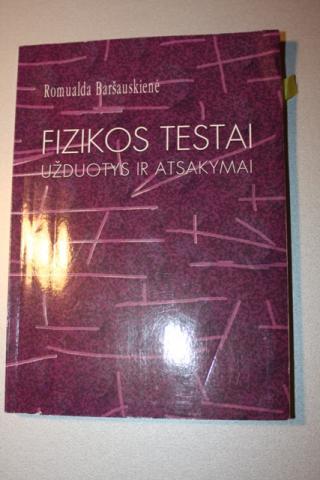 Romualda Baršauskienė
FIZIKOS TESTAI
UŽDUOTYS IR ATSAKYMAI